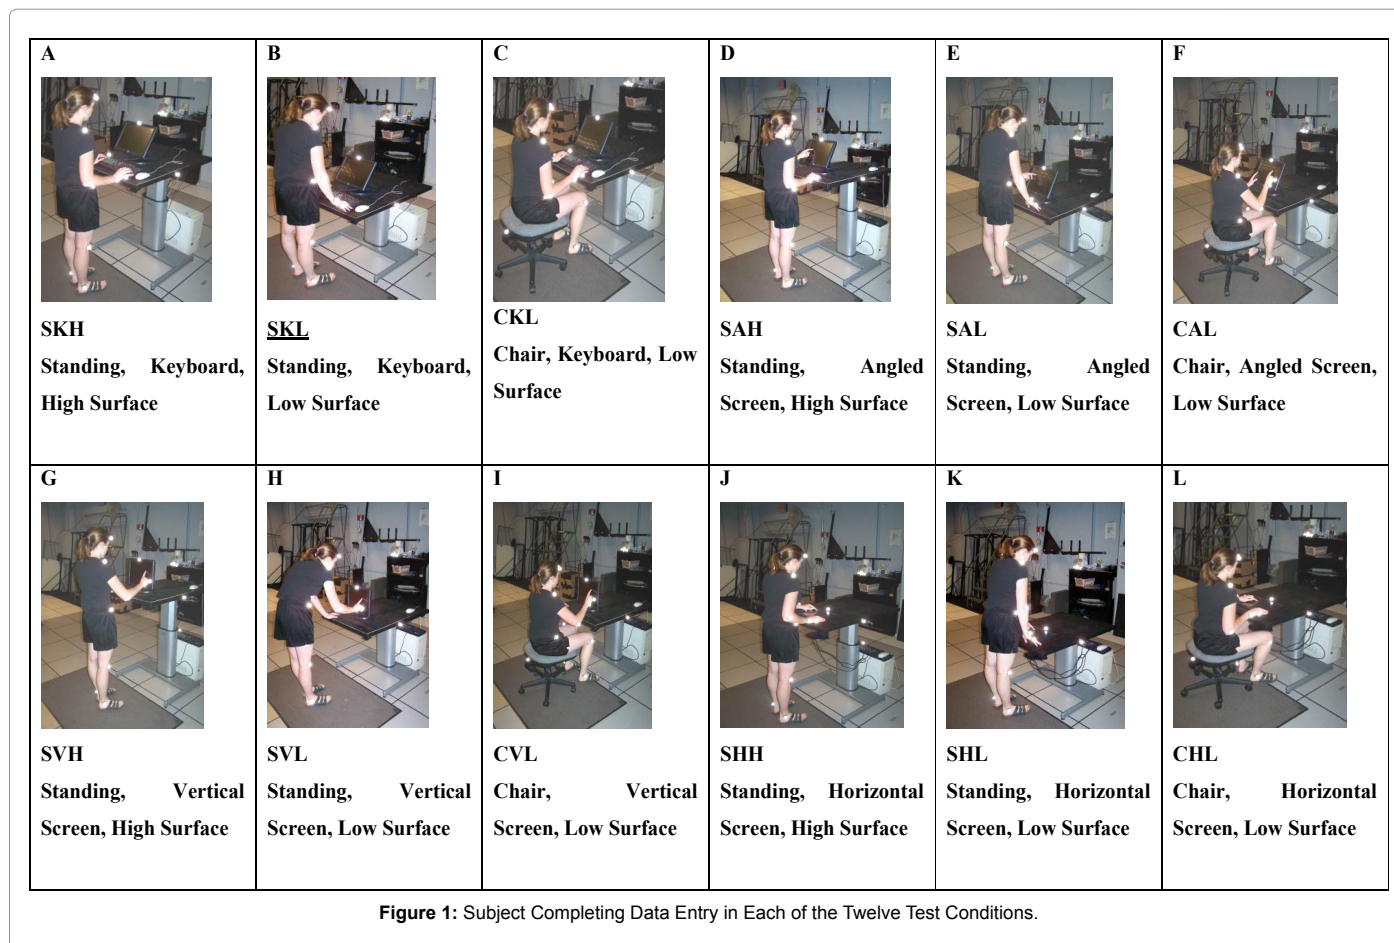 A
SKH
Standing, Keyboard,
High Surface
B
SKL
Standing, Keyboard,
Low Surface
C
CKL
Chair, Keyboard, Low
Surface
D
SAH
Standing, Angled
Screen, High Surface
E
SAL
Standing, Angled
Screen, Low Surface
F
CAL
Chair, Angled Screen,
Low Surface
G
SVH
Standing, Vertical
Screen, High Surface
H
SVL
Standing, Vertical
Screen, Low Surface
I
CVL
Chair, Vertical
Screen, Low Surface
J
SHH
Standing, Horizontal
Screen, High Surface
K
SHL
Standing, Horizontal
Screen, Low Surface
L
CHL
Chair, Horizontal
Screen, Low Surface
Figure 1: Subject Completing Data Entry in Each of the Twelve Test Conditions.